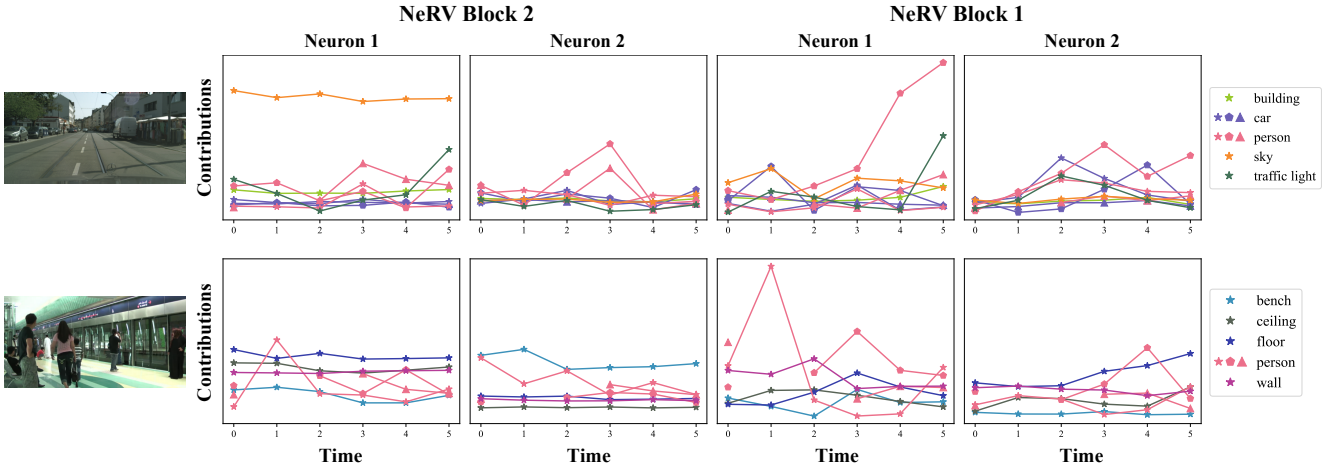 NeRV Block 2 NeRV Block 1
Neuron 1 Neuron 2 Neuron 1 Neuron 2
Contributions
0 1 2 3 4 5
0 1 2 3 4 5
0 1 2 3 4 5
0 1 2 3 4 5
building
car
person
sky
traffic light
Contributions
0 1 2 3 4 5
0 1 2 3 4 5
0 1 2 3 4 5
0 1 2 3 4 5
Time Time Time Time
bench
ceiling
floor
person
wall